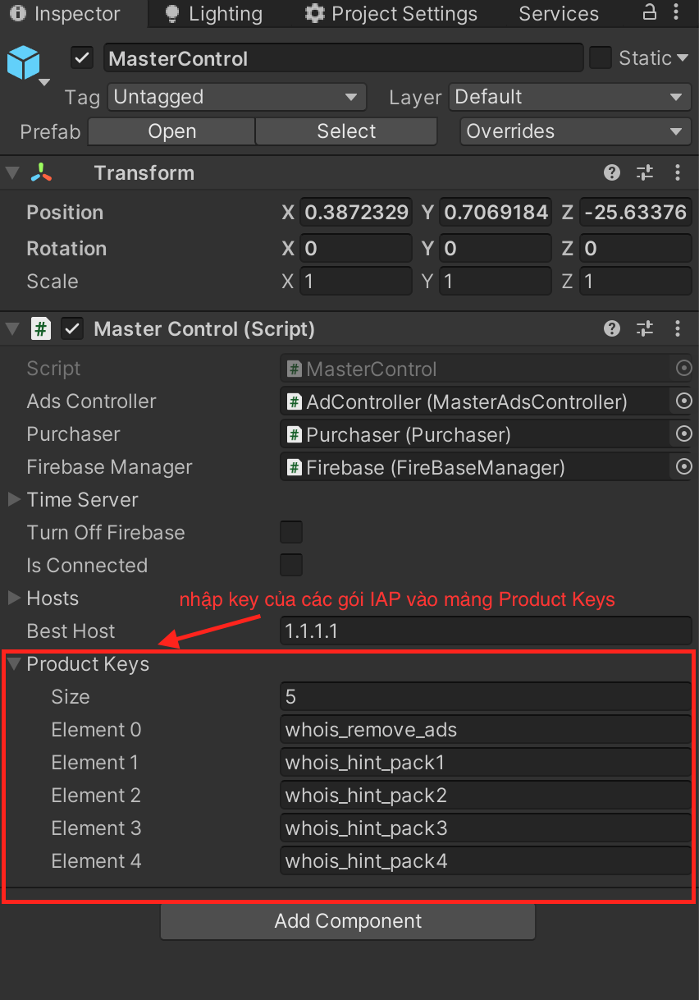 Inspector Lighting Project Settings Services
MasterControl Static
Tag Untagged Layer Default
Prefab Open Select Overrides
Transform
Position X 0.3872329 Y 0.7069184 Z -25.63376
Rotation X 0 Y 0 Z 0
Scale X 1 Y 1 Z 1
# Master Control (Script)
Script # MasterControl
Ads Controller # AdController (MasterAdsController)
Purchaser # Purchaser (Purchaser)
Firebase Manager # Firebase (FireBaseManager)
Time Server
Turn Off Firebase
Is Connected
Hosts nhập key của các gói IAP vào mảng Product Keys
Best Host 1.1.1.1
Product Keys
Size 5
Element 0 whois_remove_ads
Element 1 whois_hint_pack1
Element 2 whois_hint_pack2
Element 3 whois_hint_pack3
Element 4 whois_hint_pack4
Add Component